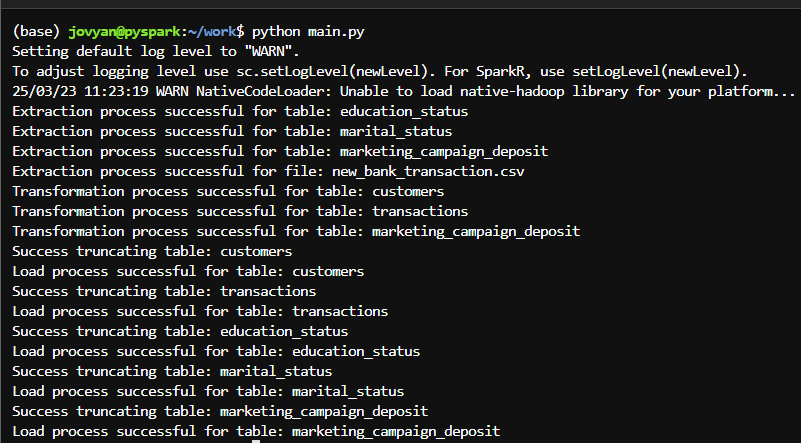 (base) jovyan@pyspark:~/work$ python main.py
Setting default log level to "WARN".
To adjust logging level use sc.setLogLevel(newLevel). For SparkR, use setLogLevel(newLevel).
25/03/23 11:23:19 WARN NativeCodeLoader: Unable to load native-hadoop library for your platform...
Extraction process successful for table: education_status
Extraction process successful for table: marital_status
Extraction process successful for table: marketing_campaign_deposit
Extraction process successful for file: new_bank_transaction.csv
Transformation process successful for table: customers
Transformation process successful for table: transactions
Transformation process successful for table: marketing_campaign_deposit
Success truncating table: customers
Load process successful for table: customers
Success truncating table: transactions
Load process successful for table: transactions
Success truncating table: education_status
Load process successful for table: education_status
Success truncating table: marital_status
Load process successful for table: marital_status
Success truncating table: marketing_campaign_deposit
Load process successful for table: marketing_campaign_deposit